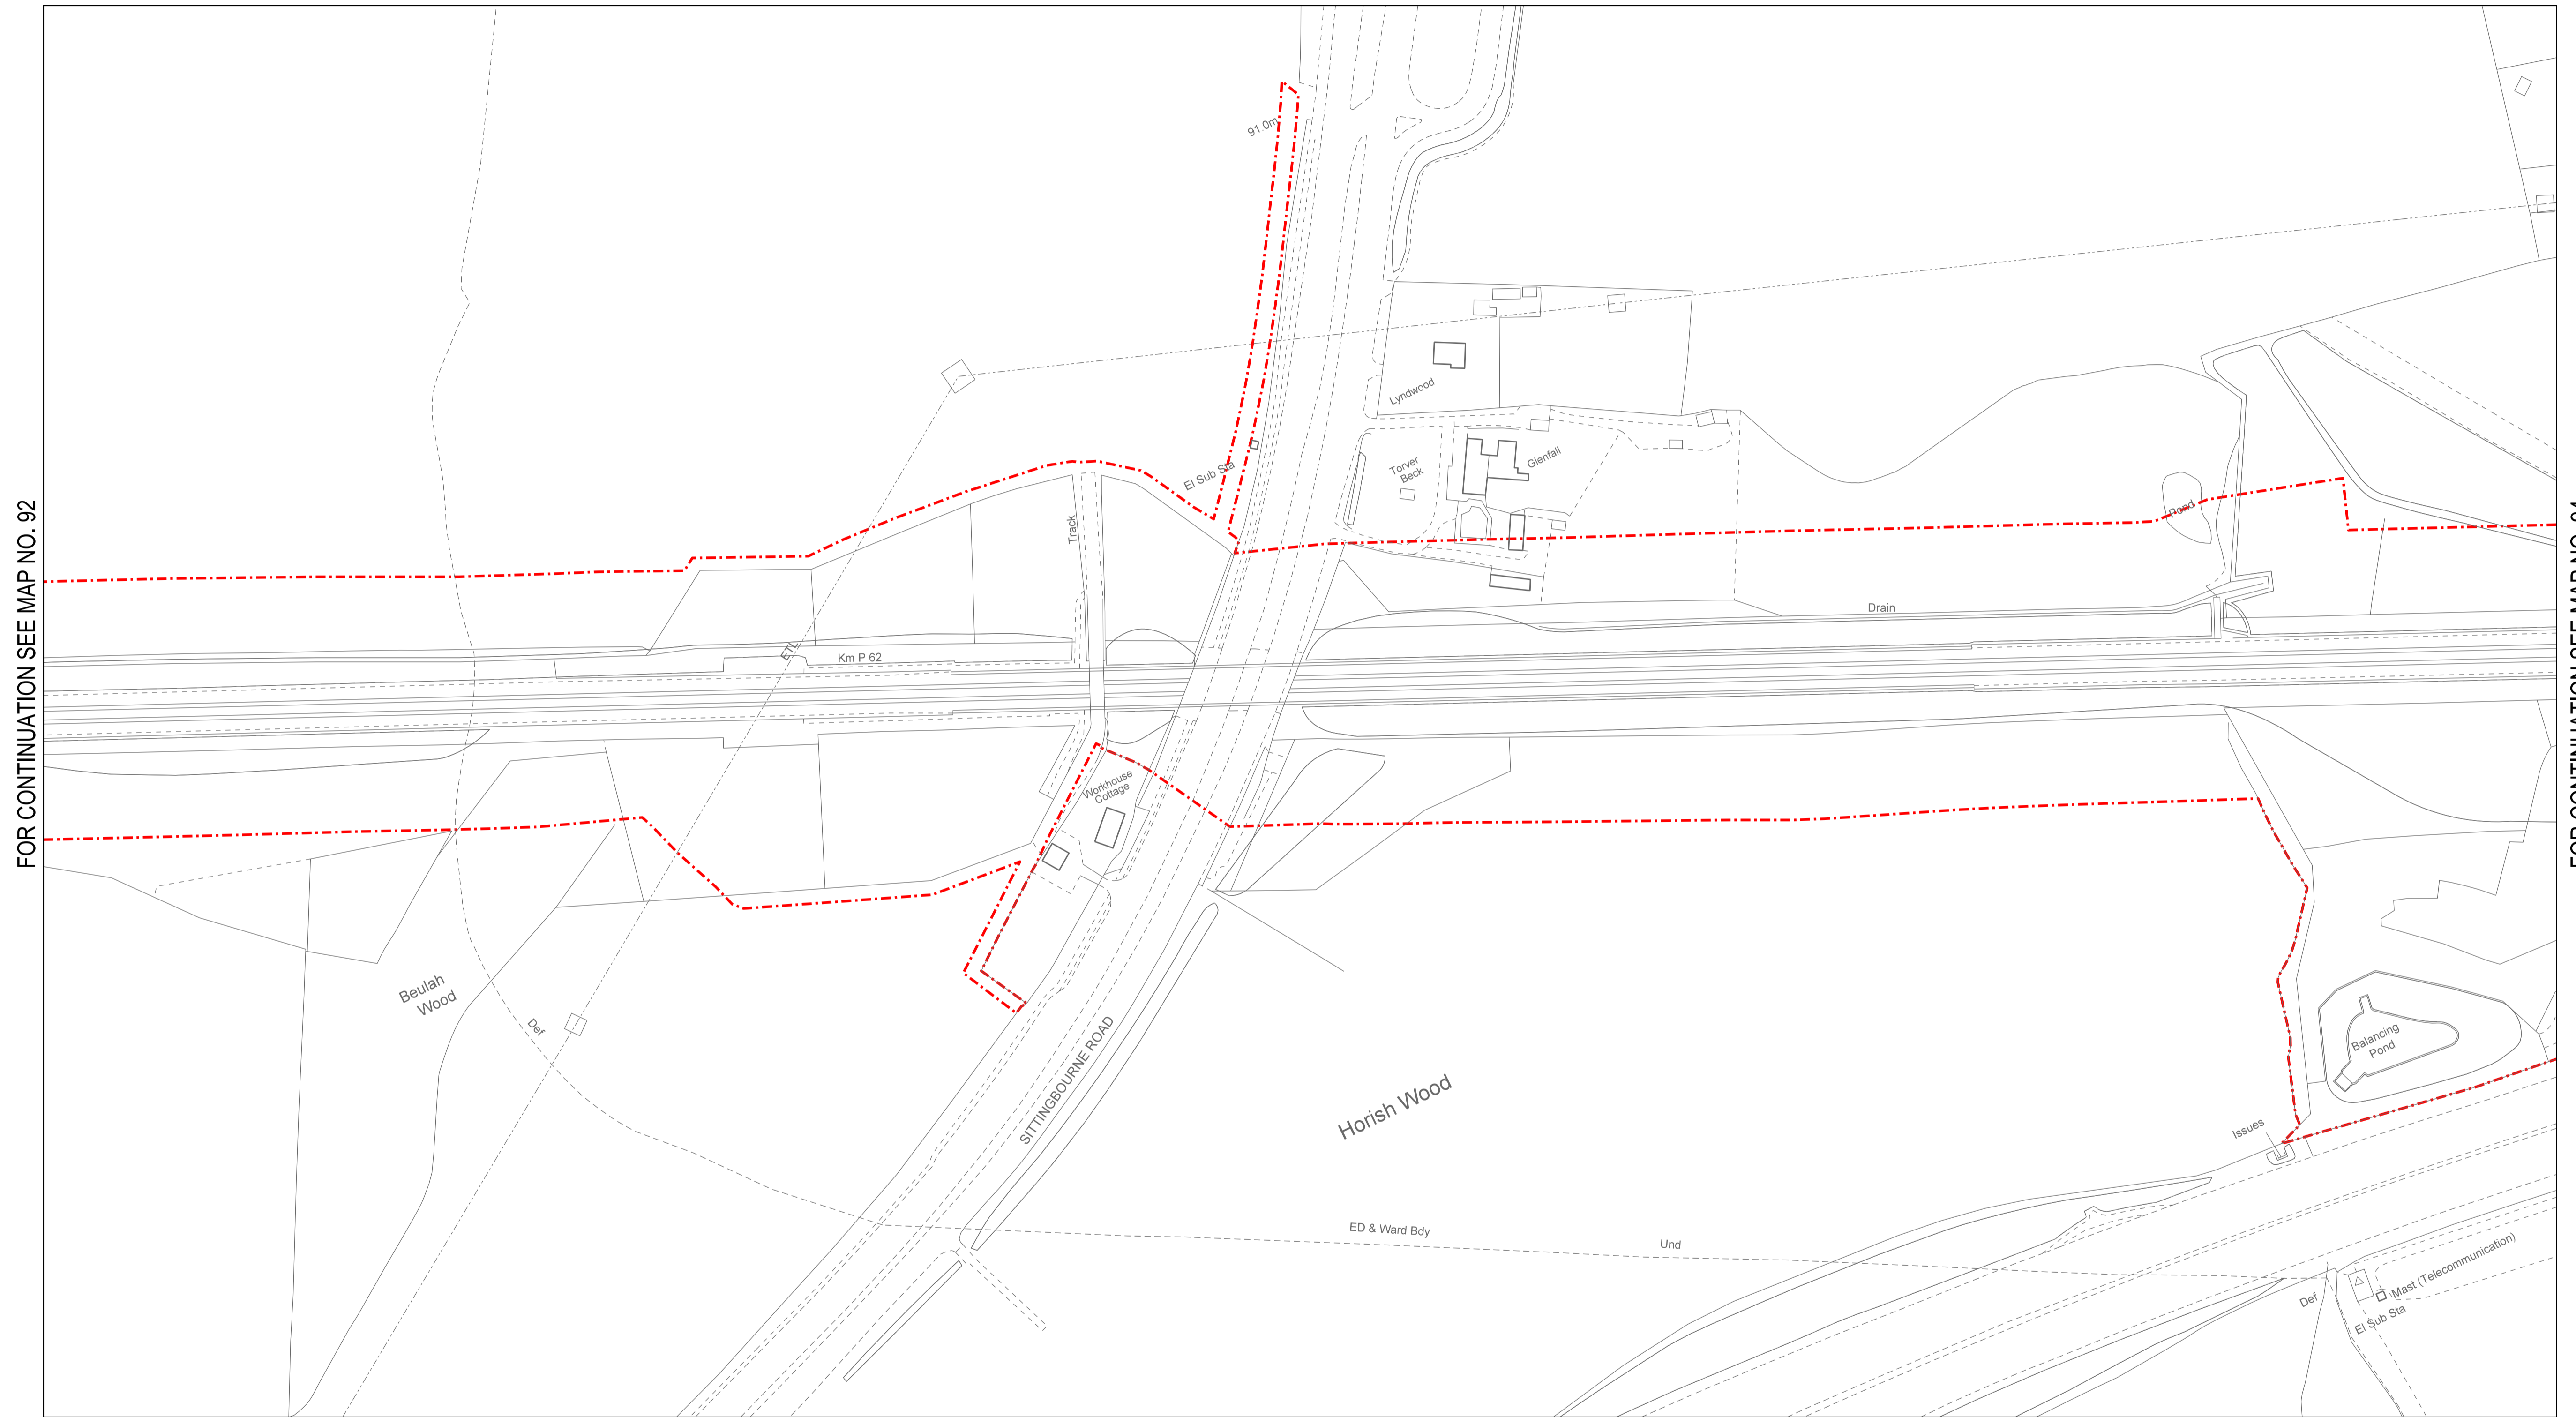 FOR CONTINUATION SEE MAP NO. 92
91.0m
Lyndwood
El Sub Sta
Torver
Beck
Glenfall
Track
Pond
Drain
ETL
Km P 62
Workhouse
Cottage
Beulah
Wood
Def
SITTINGBOURNE ROAD
Horish Wood
Balancing
Pond
Issues
ED & Ward Bdy
Und
Def
Mast (Telecommunication)
El Sub Sta